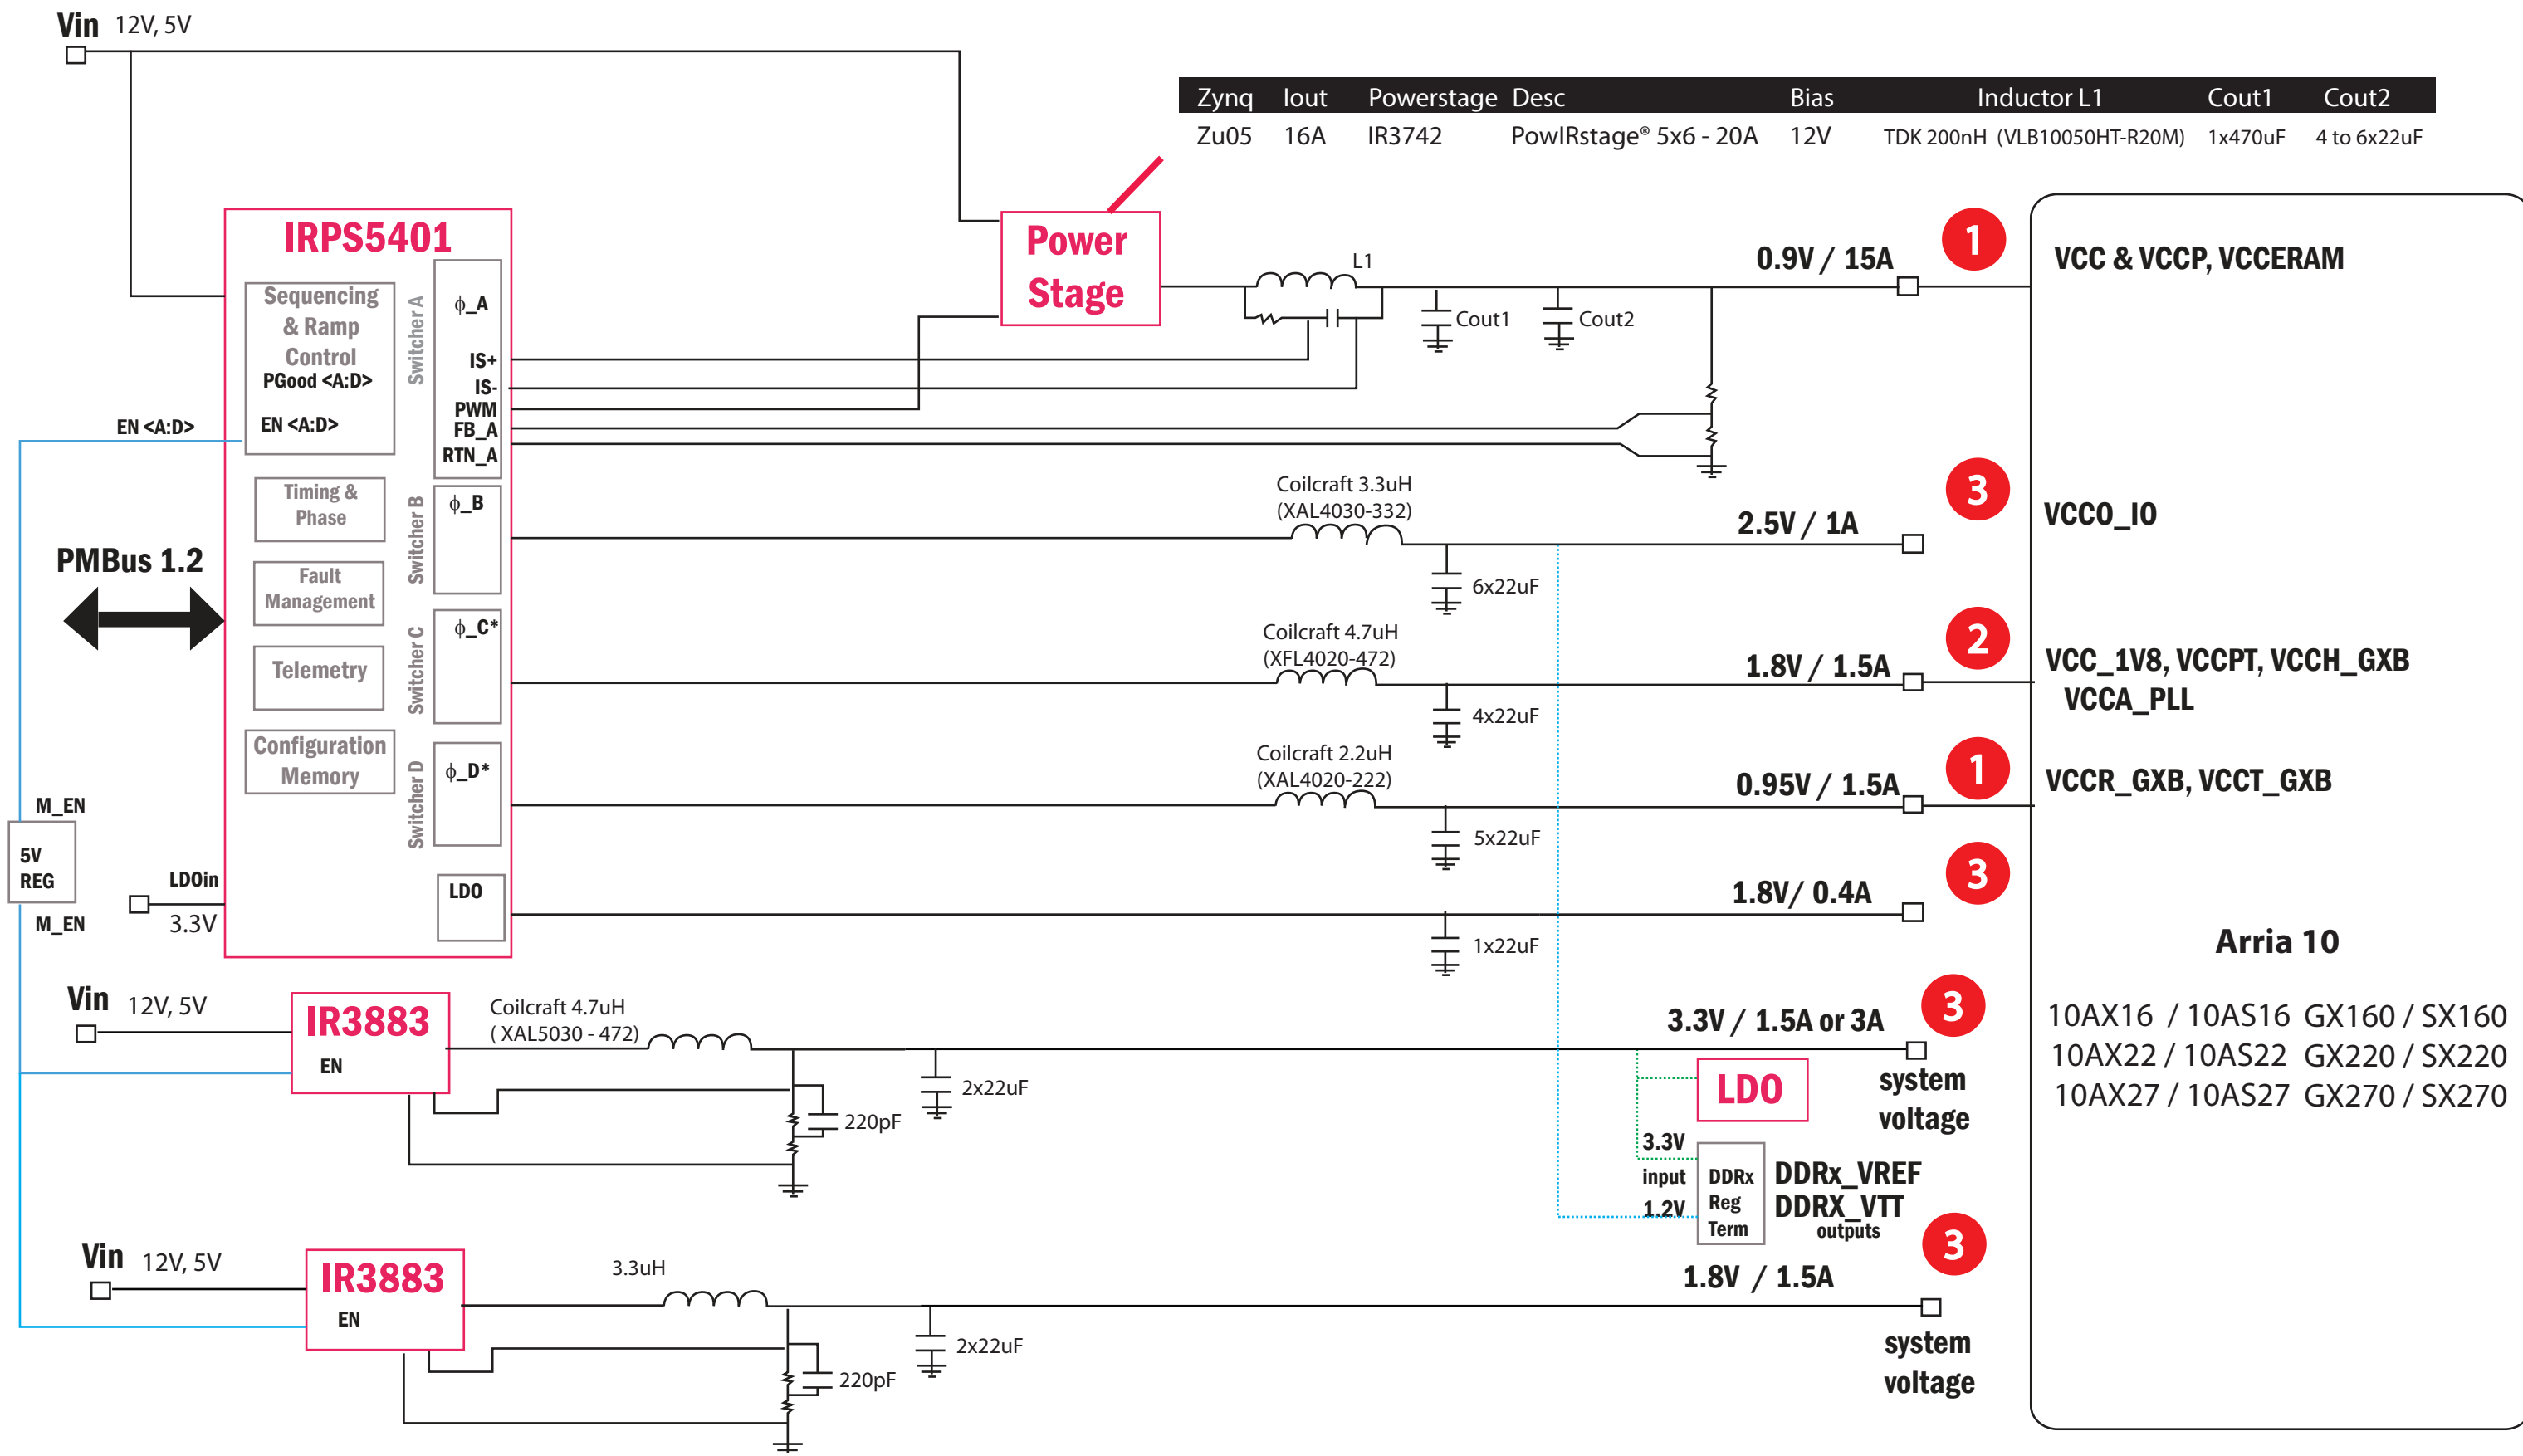 Vin 12V, 5V
Zynq Iout Powerstage Desc Bias Inductor L1 Cout1 Cout2
Zu05 16A IR3742 PowIRstage® 5x6 - 20A 12V TDK 200nH (VLB10050HT-R20M) 1x470uF 4 to 6x22uF
IRPS5401
Sequencing
& Ramp
Control
PGood <A:D>
EN <A:D>
EN <A:D>
Switcher A
ϕ_A
IS+
IS-
PWM
FB_A
RTN_A
Power
Stage
L1
Cout1
Cout2
0.9V / 15A
1
VCC & VCCP, VCCERAM
Timing &
Phase
Switcher B
ϕ_B
Coilcraft 3.3uH
(XAL4030-332)
6x22uF
2.5V / 1A
3
VCCO_IO
PMBus 1.2
Fault
Management
Telemetry
Switcher C
ϕ_C*
Coilcraft 4.7uH
(XFL4020-472)
4x22uF
1.8V / 1.5A
2
VCC_1V8, VCCPT, VCCH_GXB
VCCA_PLL
Configuration
Memory
Switcher D
ϕ_D*
Coilcraft 2.2uH
(XAL4020-222)
5x22uF
0.95V / 1.5A
1
VCCR_GXB, VCCT_GXB
M_EN
5V
REG
M_EN
LDOin
3.3V
LDO
1x22uF
1.8V/ 0.4A
3
Arria 10
10AX16 / 10AS16 GX160 / SX160
10AX22 / 10AS22 GX220 / SX220
10AX27 / 10AS27 GX270 / SX270
Vin 12V, 5V
IR3883
EN
Coilcraft 4.7uH
( XAL5030 - 472)
220pF
2x22uF
3.3V / 1.5A or 3A
3
system
voltage
LDO
3.3V
input
1.2V
DDRx
Reg
Term
DDRx_VREF
DDRX_VTT
outputs
Vin 12V, 5V
IR3883
EN
3.3uH
220pF
2x22uF
1.8V / 1.5A
3
system
voltage